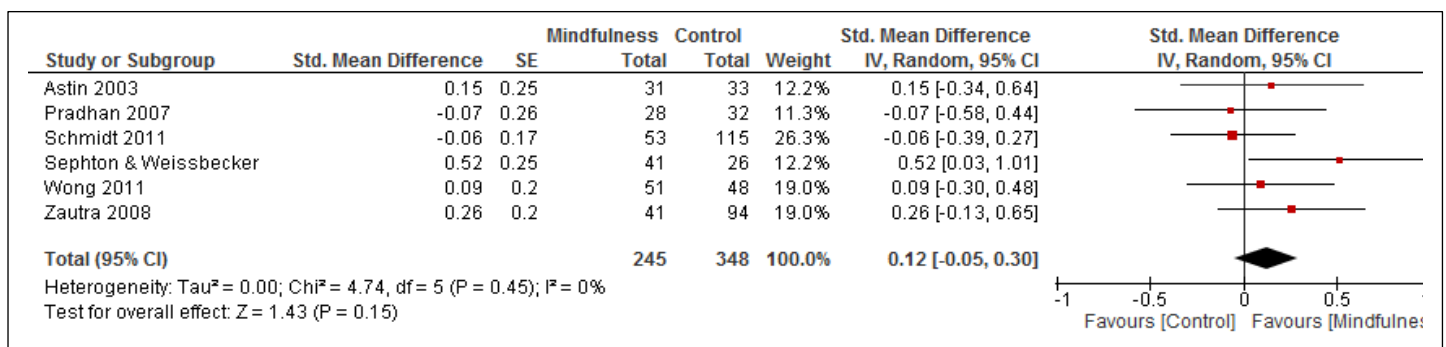 Mindfulness Control Std. Mean Difference Std. Mean Difference
Study or Subgroup Std. Mean Difference SE Total Total Weight IV, Random, 95% CI IV, Random, 95% CI
Astin 2003 0.15 0.25 31 33 12.2% 0.15 [-0.34, 0.64]
Pradhan 2007 -0.07 0.26 28 32 11.3% -0.07 [-0.58, 0.44]
Schmidt 2011 -0.06 0.17 53 115 26.3% -0.06 [-0.39, 0.27]
Sephton & Weissbecker 0.52 0.25 41 26 12.2% 0.52 [0.03, 1.01]
Wong 2011 0.09 0.2 51 48 19.0% 0.09 [-0.30, 0.48]
Zautra 2008 0.26 0.2 41 94 19.0% 0.26 [-0.13, 0.65]
Total (95% CI) 245 348 100.0% 0.12 [-0.05, 0.30]
Heterogeneity: Tau² = 0.00; Chi² = 4.74, df = 5 (P = 0.45); I² = 0%
Test for overall effect: Z = 1.43 (P = 0.15)
-1 -0.5 0 0.5
Favours [Control] Favours [Mindfulne